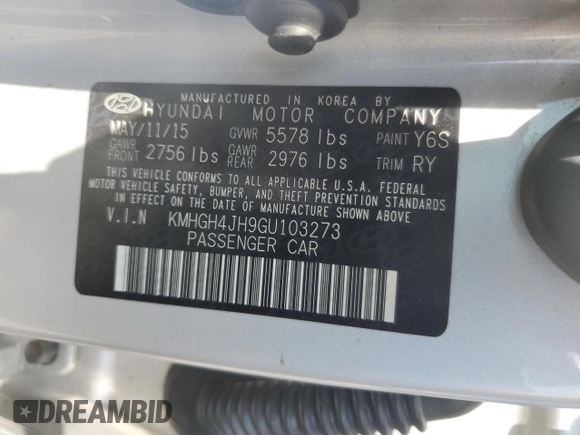 MANUFACTURED IN KOREA BY
HYUNDAI MOTOR COMPANY
MAY/11/15 GVWR 5578 lbs PAINT Y6S
GAWR FRONT 2756 lbs GAWR REAR 2976 lbs TRIM RY
THIS VEHICLE CONFORMS TO ALL APPLICABLE U.S.A. FEDERAL
MOTOR VEHICLE SAFETY, BUMPER, AND THEFT PREVENTION STANDARDS
IN EFFECT ON THE DATE OF MANUFACTURE SHOWN ABOVE
V.I.N KMHGH4JH9GU103273
PASSENGER CAR
DREAMBID